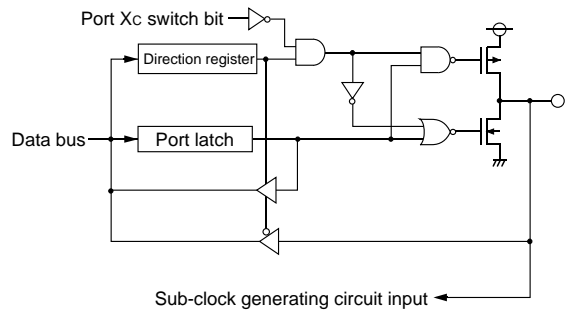 Port XC switch bit
Direction register
Data bus
Port latch
Sub-clock generating circuit input